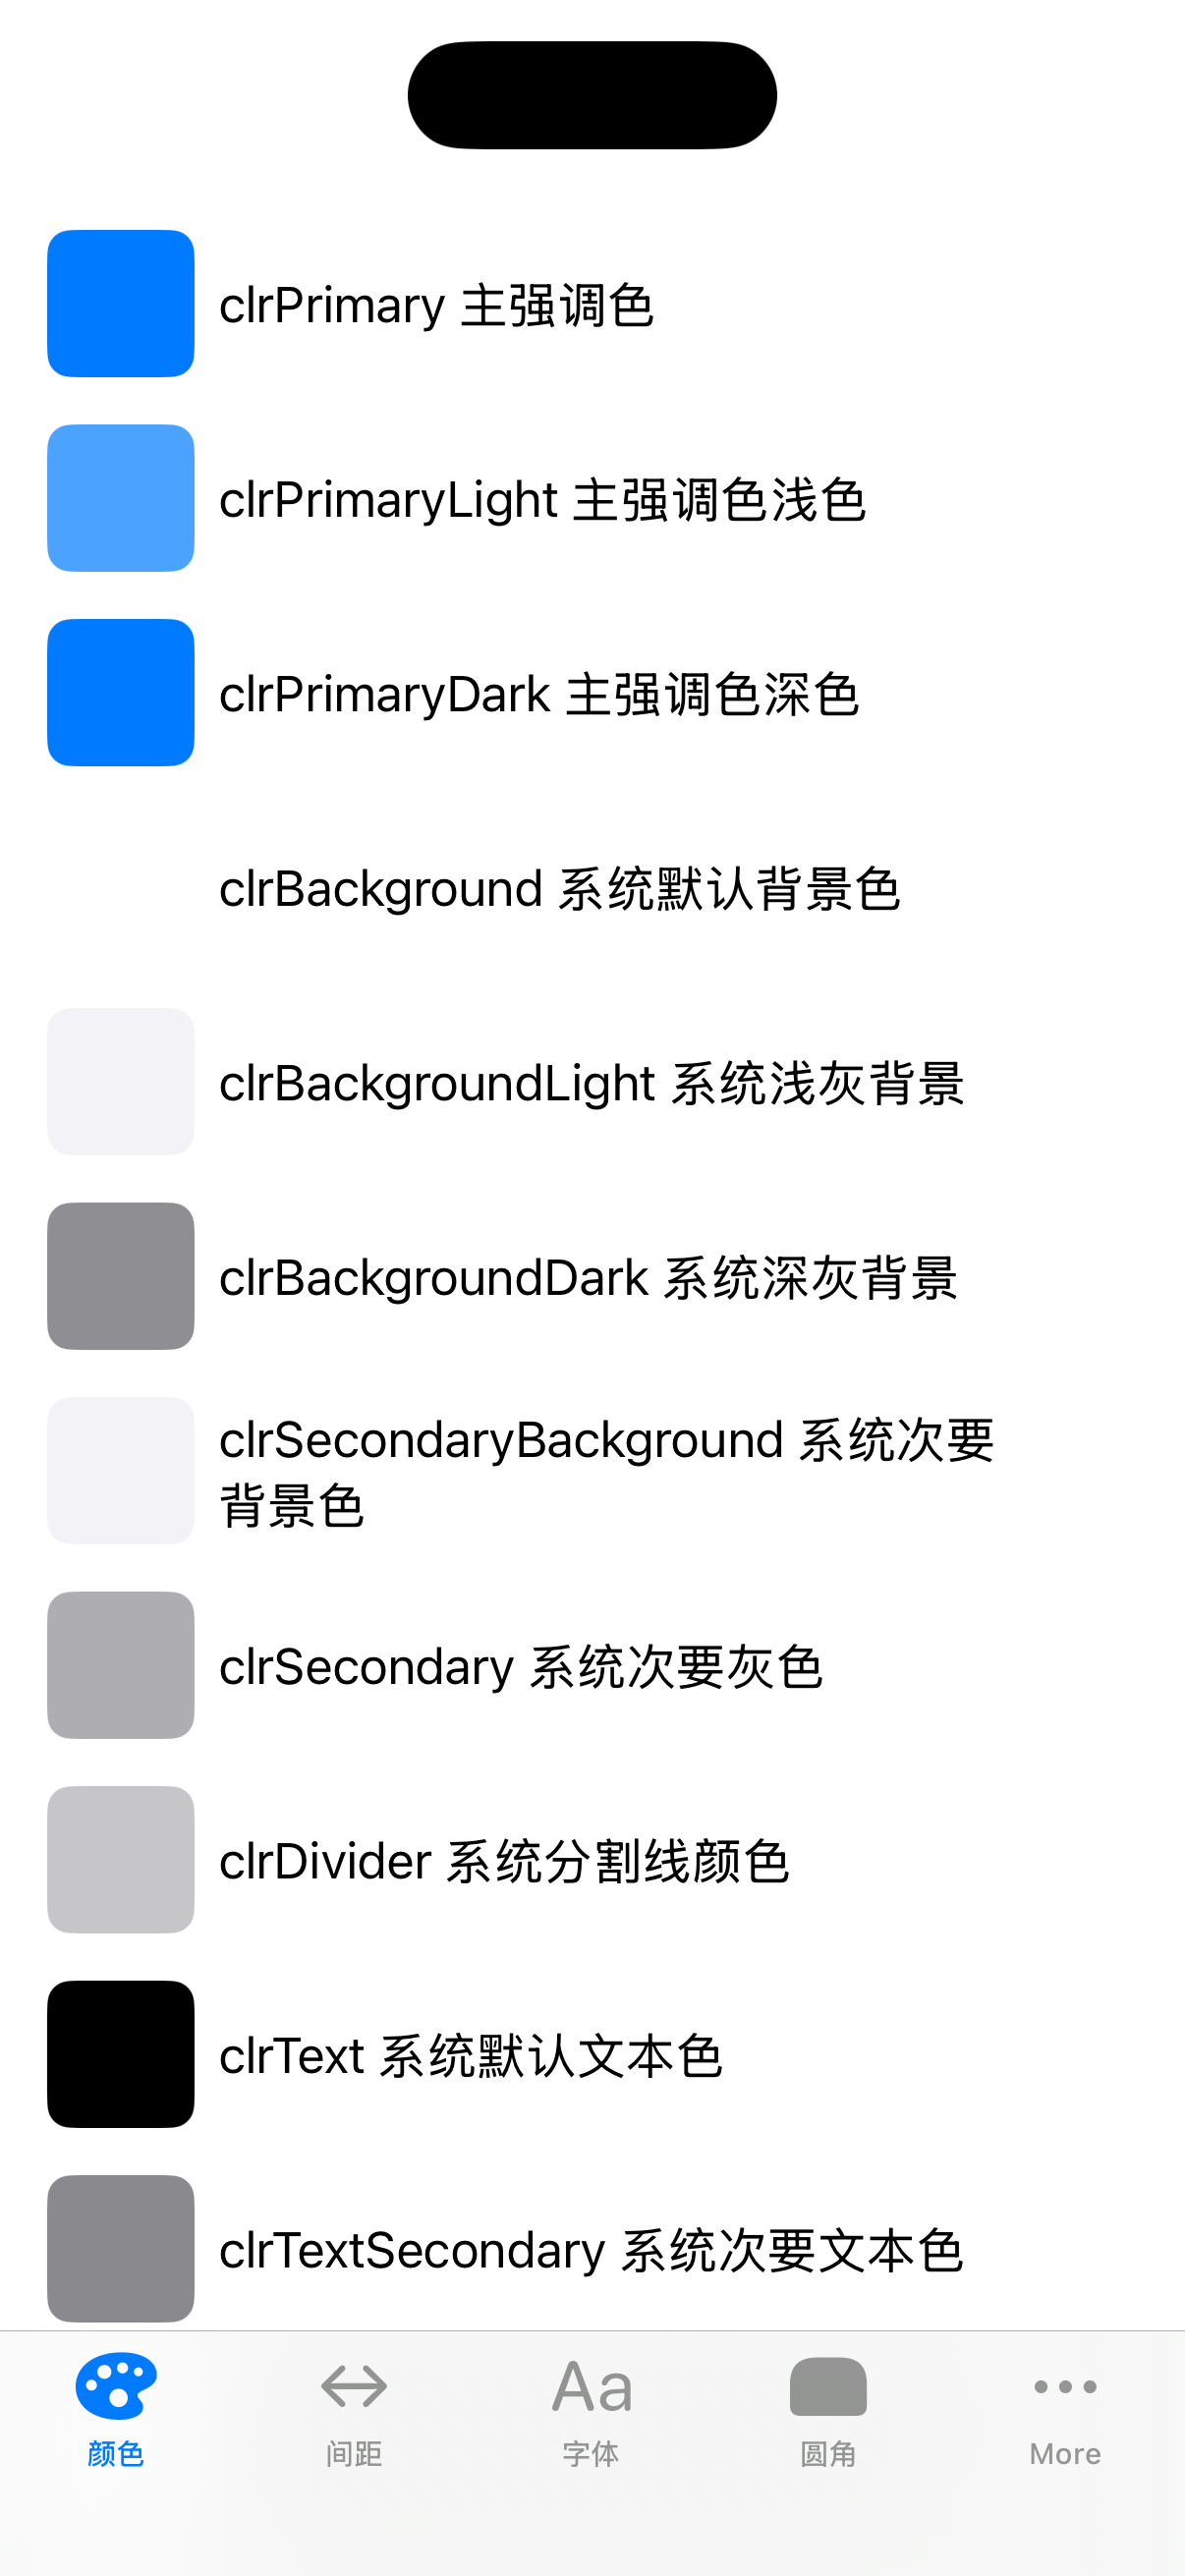 clrPrimary 主强调色
clrPrimaryLight 主强调色浅色
clrPrimaryDark 主强调色深色
clrBackground 系统默认背景色
clrBackgroundLight 系统浅灰背景
clrBackgroundDark 系统深灰背景
clrSecondaryBackground 系统次要
背景色
clrSecondary 系统次要灰色
clrDivider 系统分割线颜色
clrText 系统默认文本色
clrTextSecondary 系统次要文本色
Aa
颜色
间距
字体
圆角
More